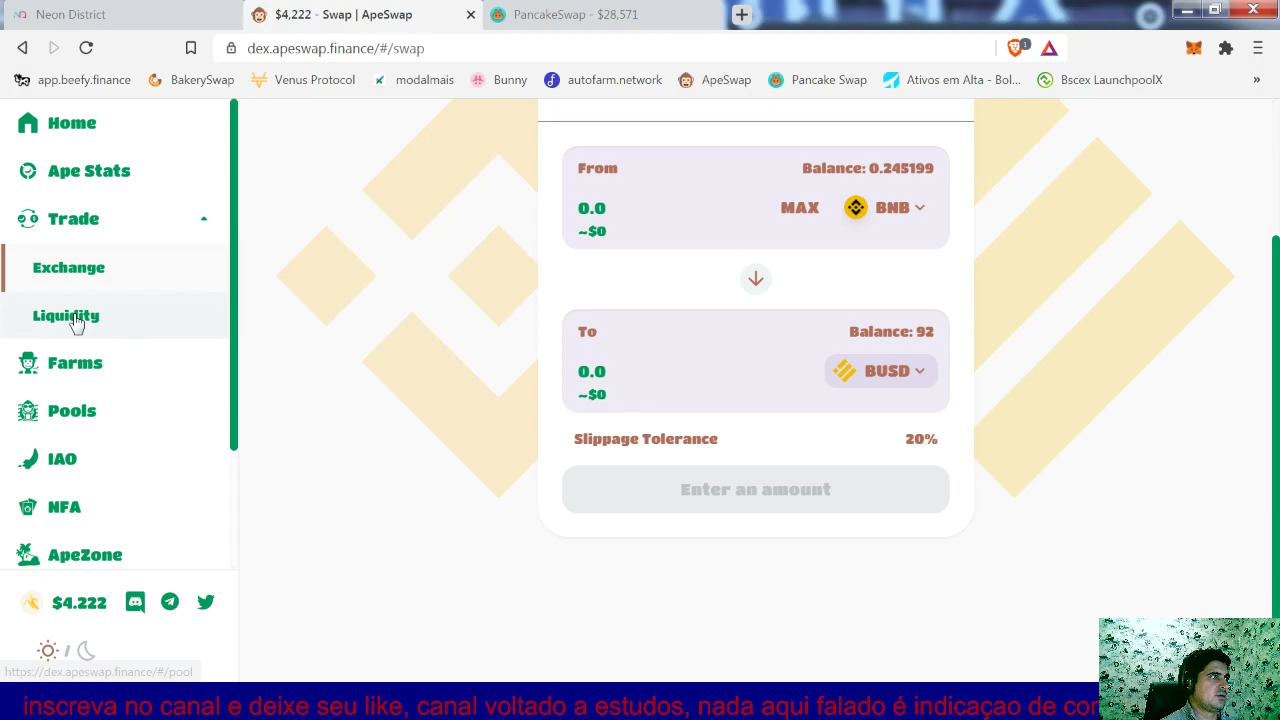 Neon District
$4,222 - Swap | ApeSwap
PancakeSwap - $28,571
dex.apeswap.finance/#/swap
1
app.beefy.finance
BakerySwap
Venus Protocol
modalmais
Bunny
autofarm.network
ApeSwap
Pancake Swap
Ativos em Alta - Bol...
Bscex LaunchpoolX
»
Home
Ape Stats
Trade
Exchange
Liquidity
Farms
Pools
IAO
NFA
ApeZone
$4.222
/
https://dex.apeswap.finance/#/pool
From
Balance: 0.245199
0.0
MAX
BNB
~$0
To
Balance: 92
0.0
BUSD
~$0
Slippage Tolerance
20%
Enter an amount
inscreva no canal e deixe seu like, canal voltado a estudos, nada aqui falado é indicaçao de con